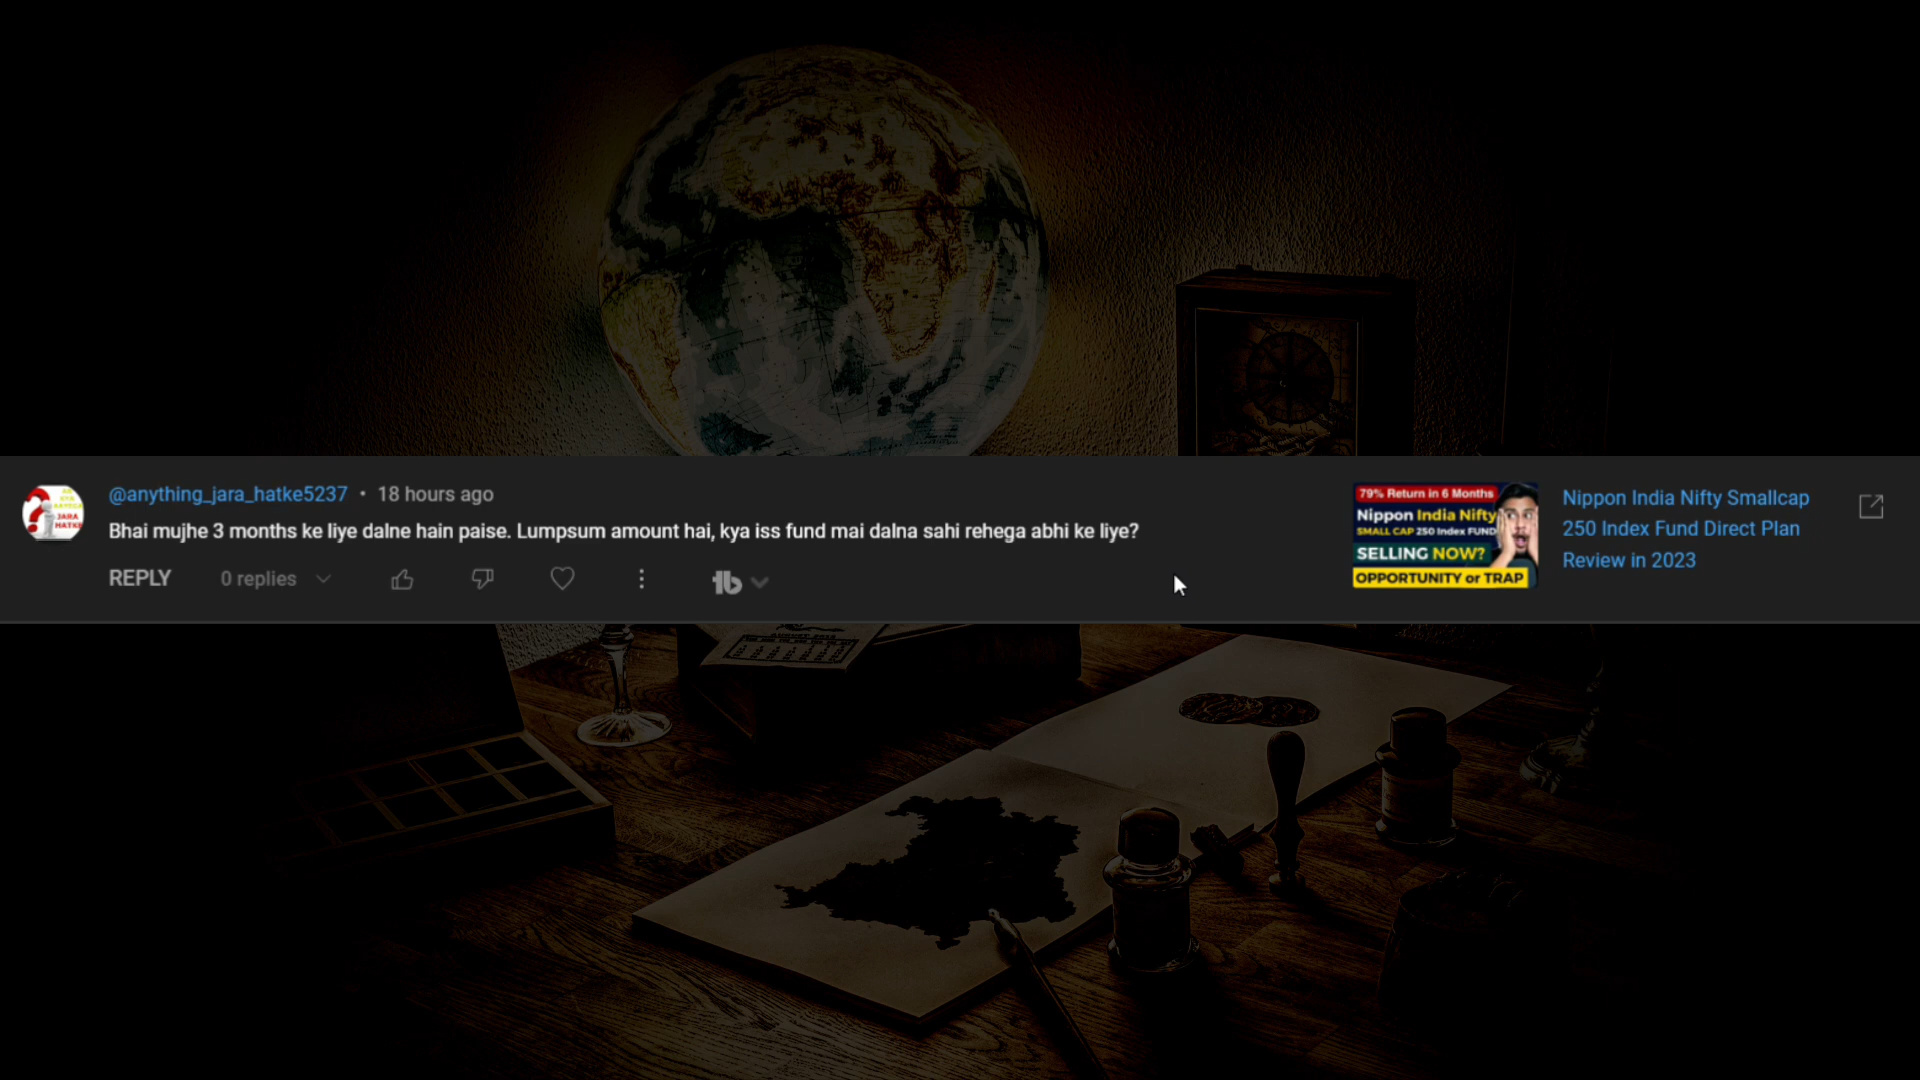 @anything_jara_hatke5237 • 18 hours ago
Bhai mujhe 3 months ke liye dalne hain paise. Lumpsum amount hai, kya iss fund mai dalna sahi rehega abhi ke liye?
REPLY 0 replies
79% Return in 6 Months
Nippon India Nifty
SMALL CAP 250 Index FUND
SELLING NOW?
OPPORTUNITY or TRAP
Nippon India Nifty Smallcap
250 Index Fund Direct Plan
Review in 2023
JARA
HATKE